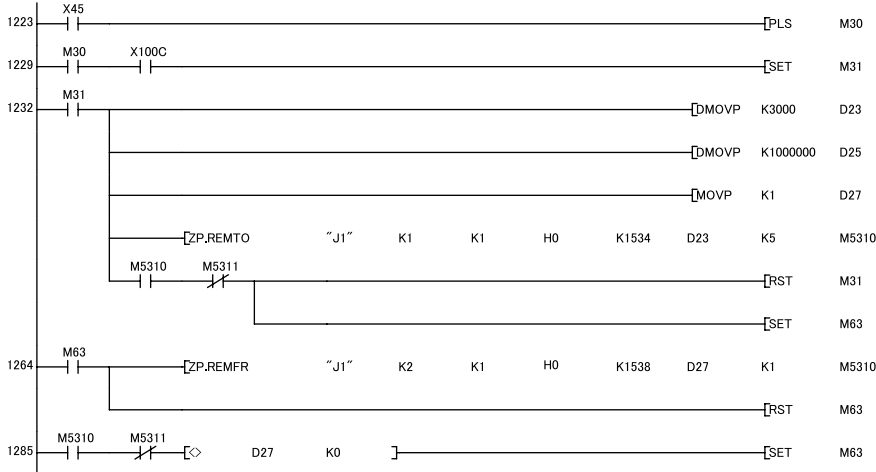 X45
1223 [PLS M30
M30 X100C
1229 [SET M31
M31
1232 [DMOVP K3000 D23
[DMOVP K1000000 D25
[MOVP K1 D27
[ZP.REMTO "J1" K1 K1 H0 K1534 D23 K5 M5310
M5310 M5311
[RST M31
[SET M63
M63
1264 [ZP.REMFR "J1" K2 K1 H0 K1538 D27 K1 M5310
[RST M63
M5310 M5311
1285 [<> D27 K0 ] [SET M63